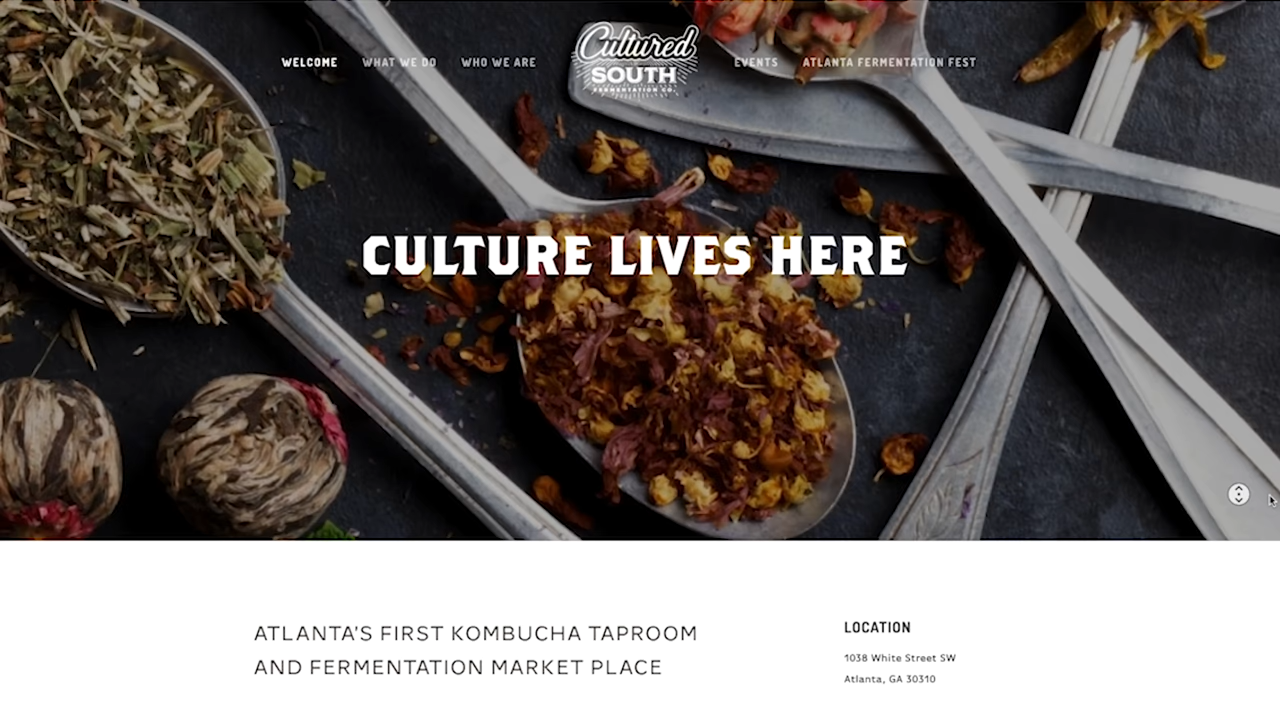 WELCOME
WHAT WE DO
WHO WE ARE
Cultured
SOUTH
FERMENTATION CO.
EVENTS
ATLANTA FERMENTATION FEST
CULTURE LIVES HERE
ATLANTA'S FIRST KOMBUCHA TAPROOM
AND FERMENTATION MARKET PLACE
LOCATION
1038 White Street SW
Atlanta, GA 30310